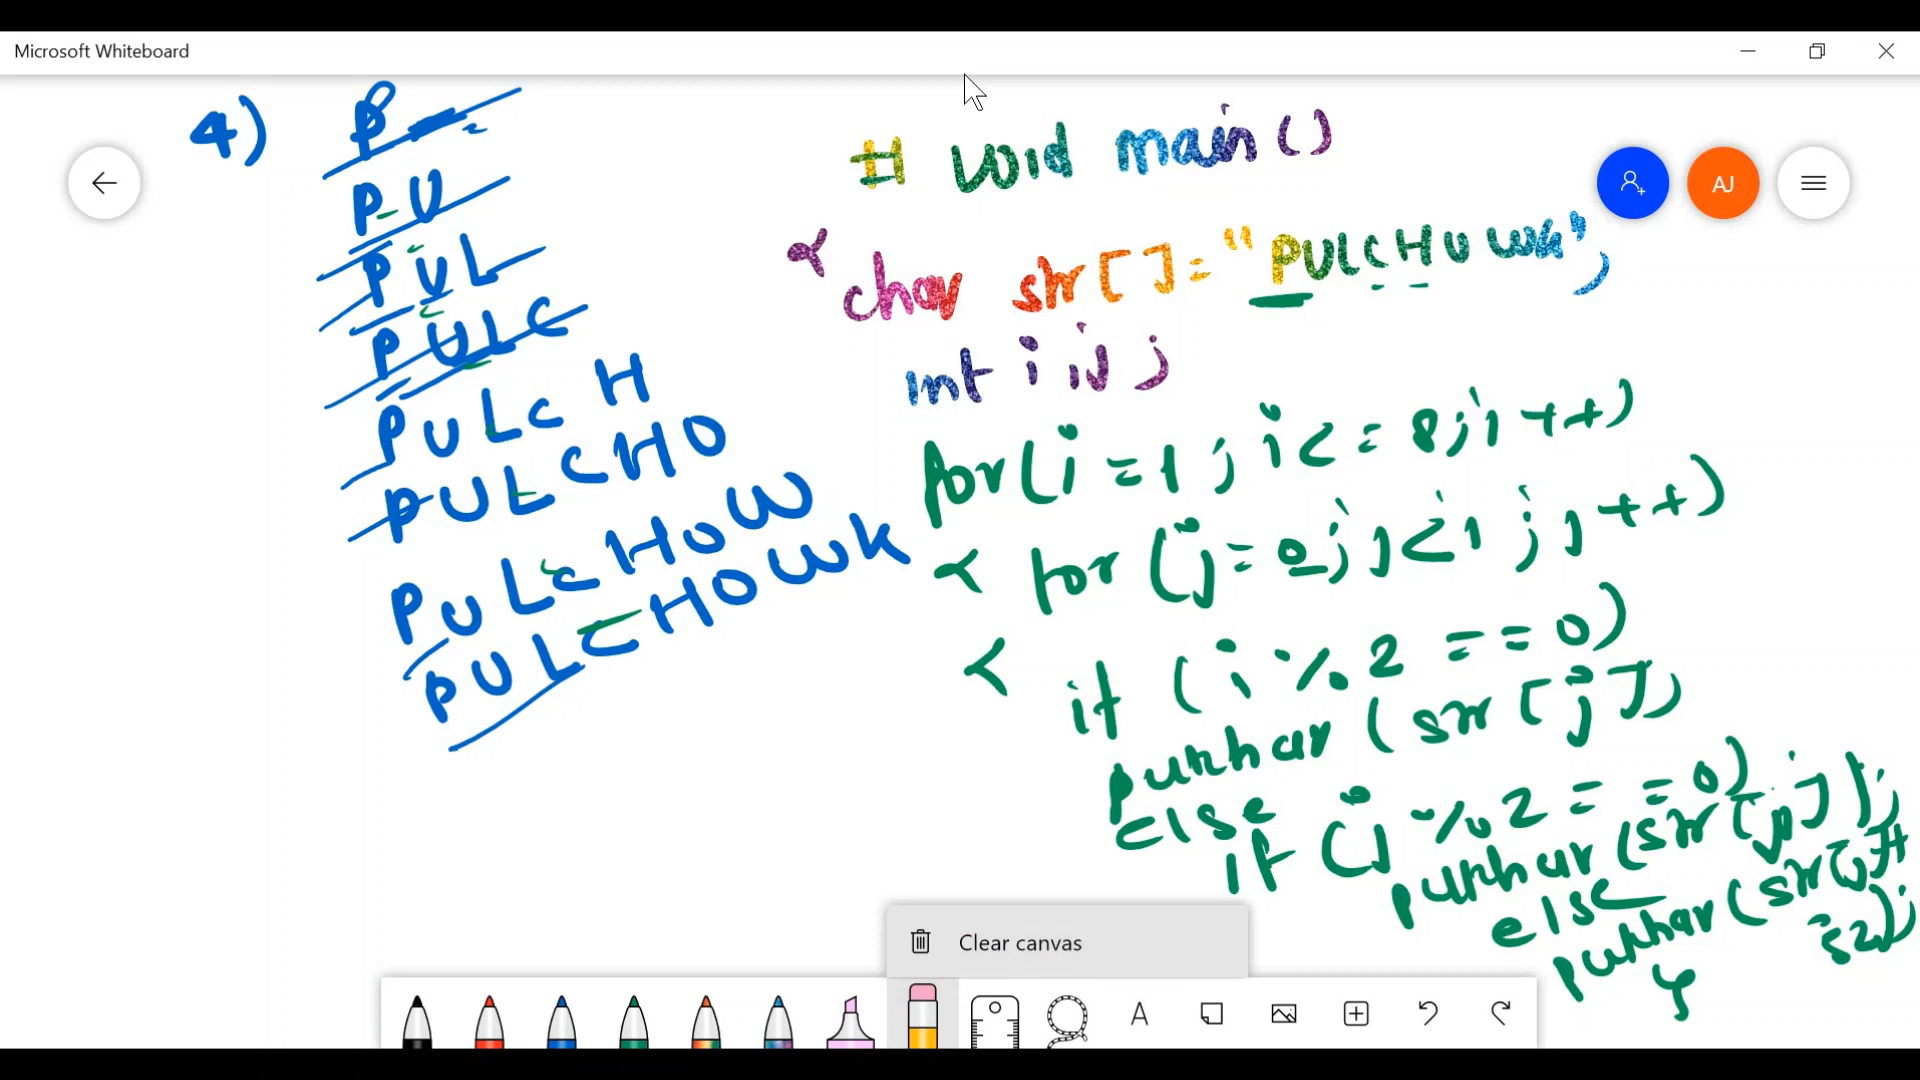 Microsoft Whiteboard
4)
P
PU
PUL
PULC
PULCH
PULCHO
PULCHOW
PULCHOWK
# void main()
{ char str[]="PULCHOWK";
int i,j;
for(i=1;i<=8;i++)
{ for(j=0;j<i;j++)
{ if (i%2==0)
putchar(str[j])
else
if (j%2==0)
putchar(str[j]);
else
putchar(str[j]+
32);
}
AJ
Clear canvas
A